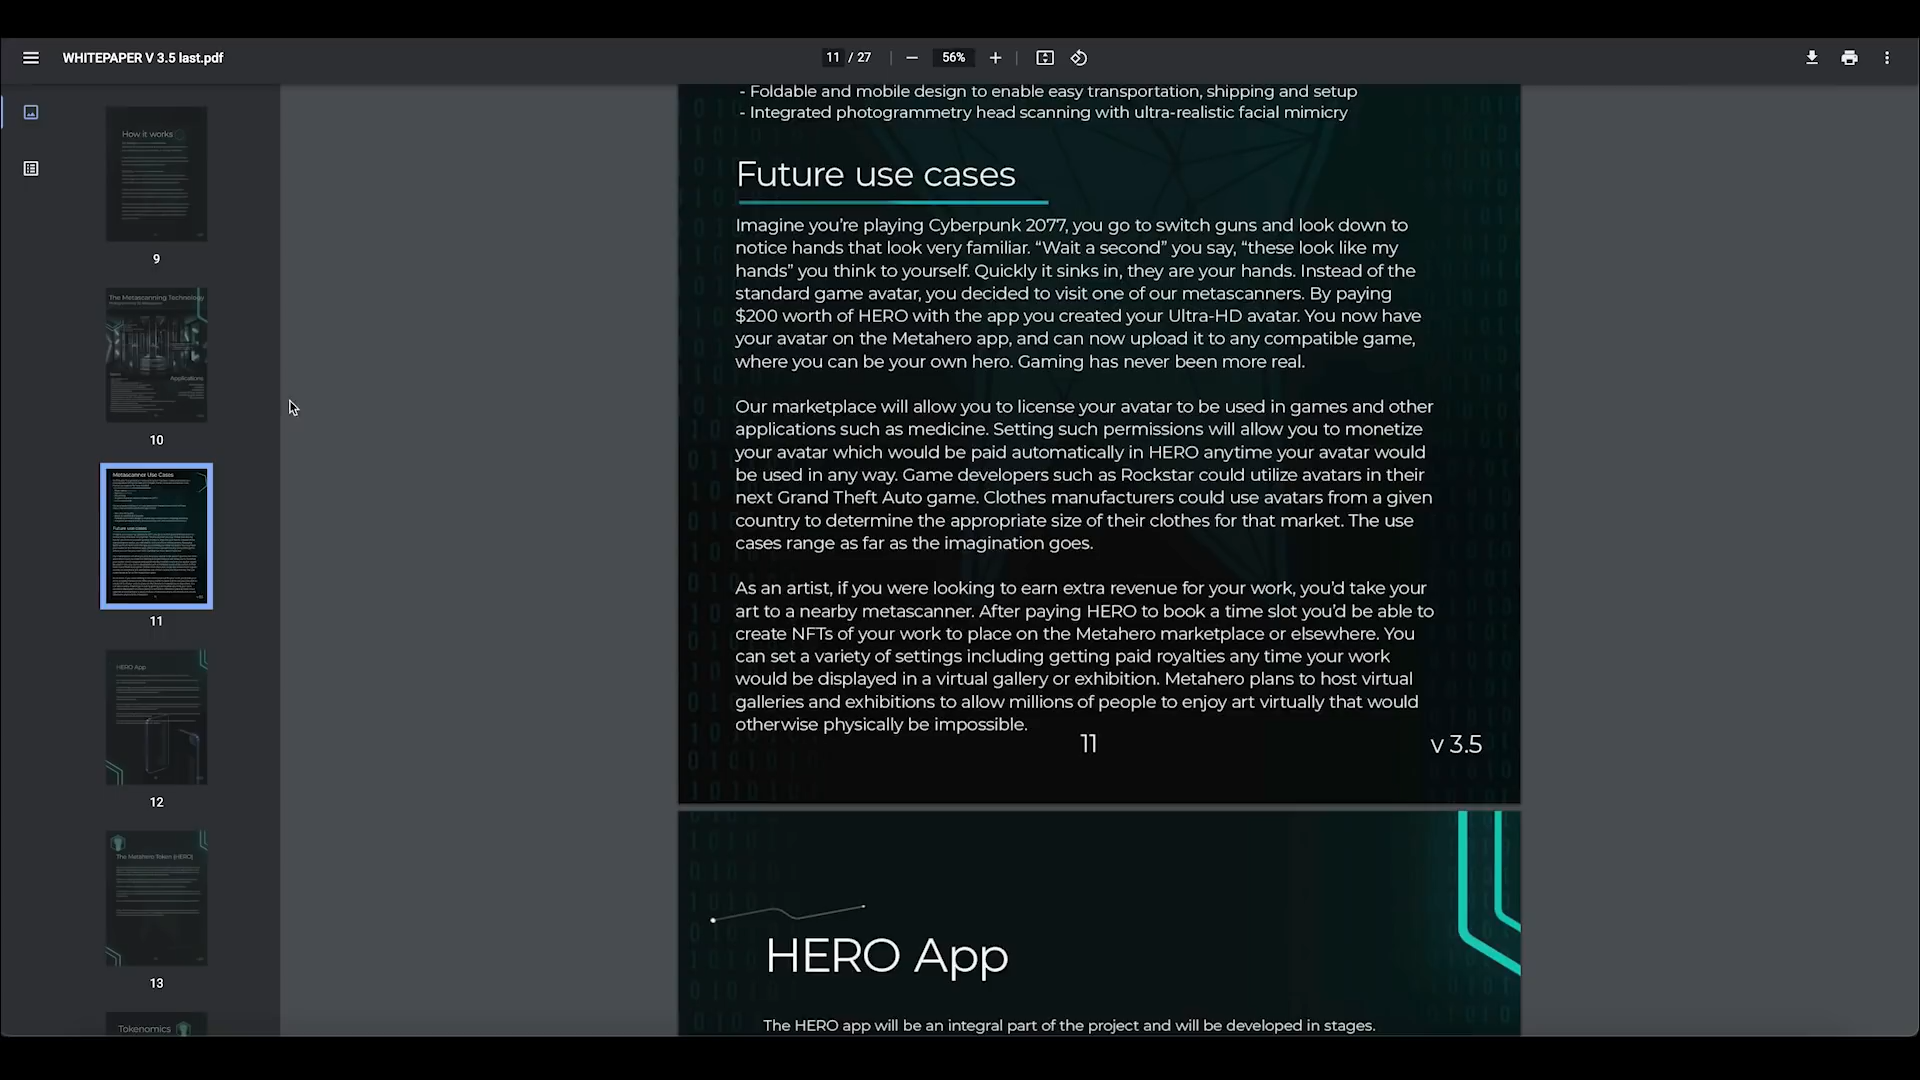 WHITEPAPER V 3.5 last.pdf
11 / 27
56%
How it works
9
The Metascanning Technology
Applications
10
Metascanner Use Cases
Future use cases
11
HERO App
12
The Metahero Token (HERO)
13
Tokenomics
- Foldable and mobile design to enable easy transportation, shipping and setup
- Integrated photogrammetry head scanning with ultra-realistic facial mimicry
Future use cases
Imagine you're playing Cyberpunk 2077, you go to switch guns and look down to
notice hands that look very familiar. “Wait a second” you say, “these look like my
hands” you think to yourself. Quickly it sinks in, they are your hands. Instead of the
standard game avatar, you decided to visit one of our metascanners. By paying
$200 worth of HERO with the app you created your Ultra-HD avatar. You now have
your avatar on the Metahero app, and can now upload it to any compatible game,
where you can be your own hero. Gaming has never been more real.
Our marketplace will allow you to license your avatar to be used in games and other
applications such as medicine. Setting such permissions will allow you to monetize
your avatar which would be paid automatically in HERO anytime your avatar would
be used in any way. Game developers such as Rockstar could utilize avatars in their
next Grand Theft Auto game. Clothes manufacturers could use avatars from a given
country to determine the appropriate size of their clothes for that market. The use
cases range as far as the imagination goes.
As an artist, if you were looking to earn extra revenue for your work, you'd take your
art to a nearby metascanner. After paying HERO to book a time slot you'd be able to
create NFTs of your work to place on the Metahero marketplace or elsewhere. You
can set a variety of settings including getting paid royalties any time your work
would be displayed in a virtual gallery or exhibition. Metahero plans to host virtual
galleries and exhibitions to allow millions of people to enjoy art virtually that would
otherwise physically be impossible.
11
v 3.5
HERO App
The HERO app will be an integral part of the project and will be developed in stages.